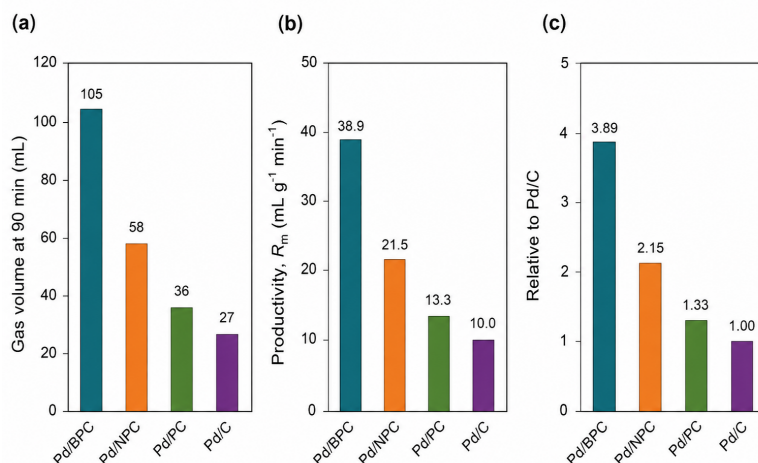 (a)
Gas volume at 90 min (mL)
120
100
80
60
40
20
0
105
58
36
27
Pd/BPC
Pd/NPC
Pd/PC
Pd/C
(b)
Productivity, Rₘ (mL g⁻¹ min⁻¹)
50
40
30
20
10
0
38.9
21.5
13.3
10.0
Pd/BPC
Pd/NPC
Pd/PC
Pd/C
(c)
Relative to Pd/C
5
4
3
2
1
0
3.89
2.15
1.33
1.00
Pd/BPC
Pd/NPC
Pd/PC
Pd/C